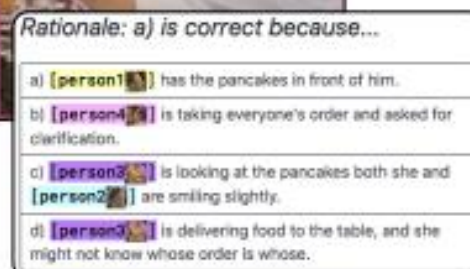 Rationale: a) is correct because...
a) [person1] has the pancakes in front of him.
b) [person4] is taking everyone's order and asked for
clarification.
c) [person3] is looking at the pancakes both she and
[person2] are smiling slightly.
d) [person3] is delivering food to the table, and she
might not know whose order is whose.